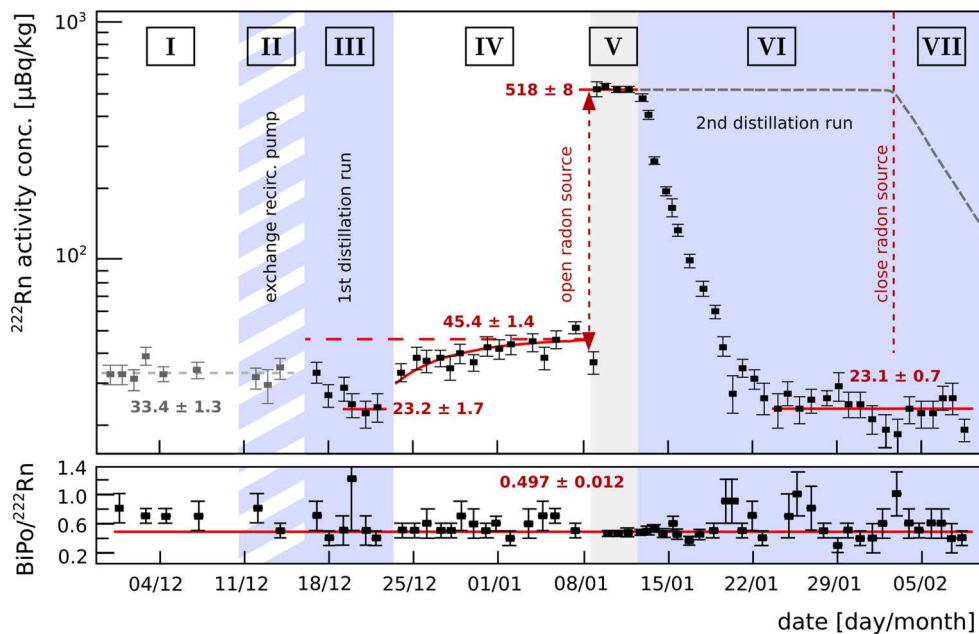 ²²²Rn activity conc. [μBq/kg]
10³
10²
I
II
III
IV
V
VI
VII
exchange recirc. pump
1st distillation run
open radon source
2nd distillation run
close radon source
518 ± 8
45.4 ± 1.4
33.4 ± 1.3
23.2 ± 1.7
23.1 ± 0.7
BiPo/²²²Rn
1.4
1.0
0.6
0.2
0.497 ± 0.012
04/12
11/12
18/12
25/12
01/01
08/01
15/01
22/01
29/01
05/02
date [day/month]